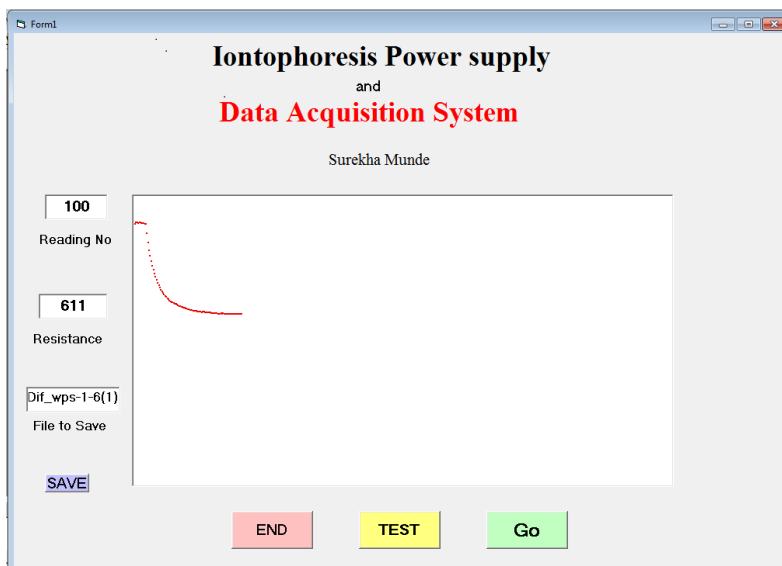 Form1
Iontophoresis Power supply
and
Data Acquisition System
Surekha Munde
100
Reading No
611
Resistance
Dif_wps-1-6(1)
File to Save
SAVE
END
TEST
Go